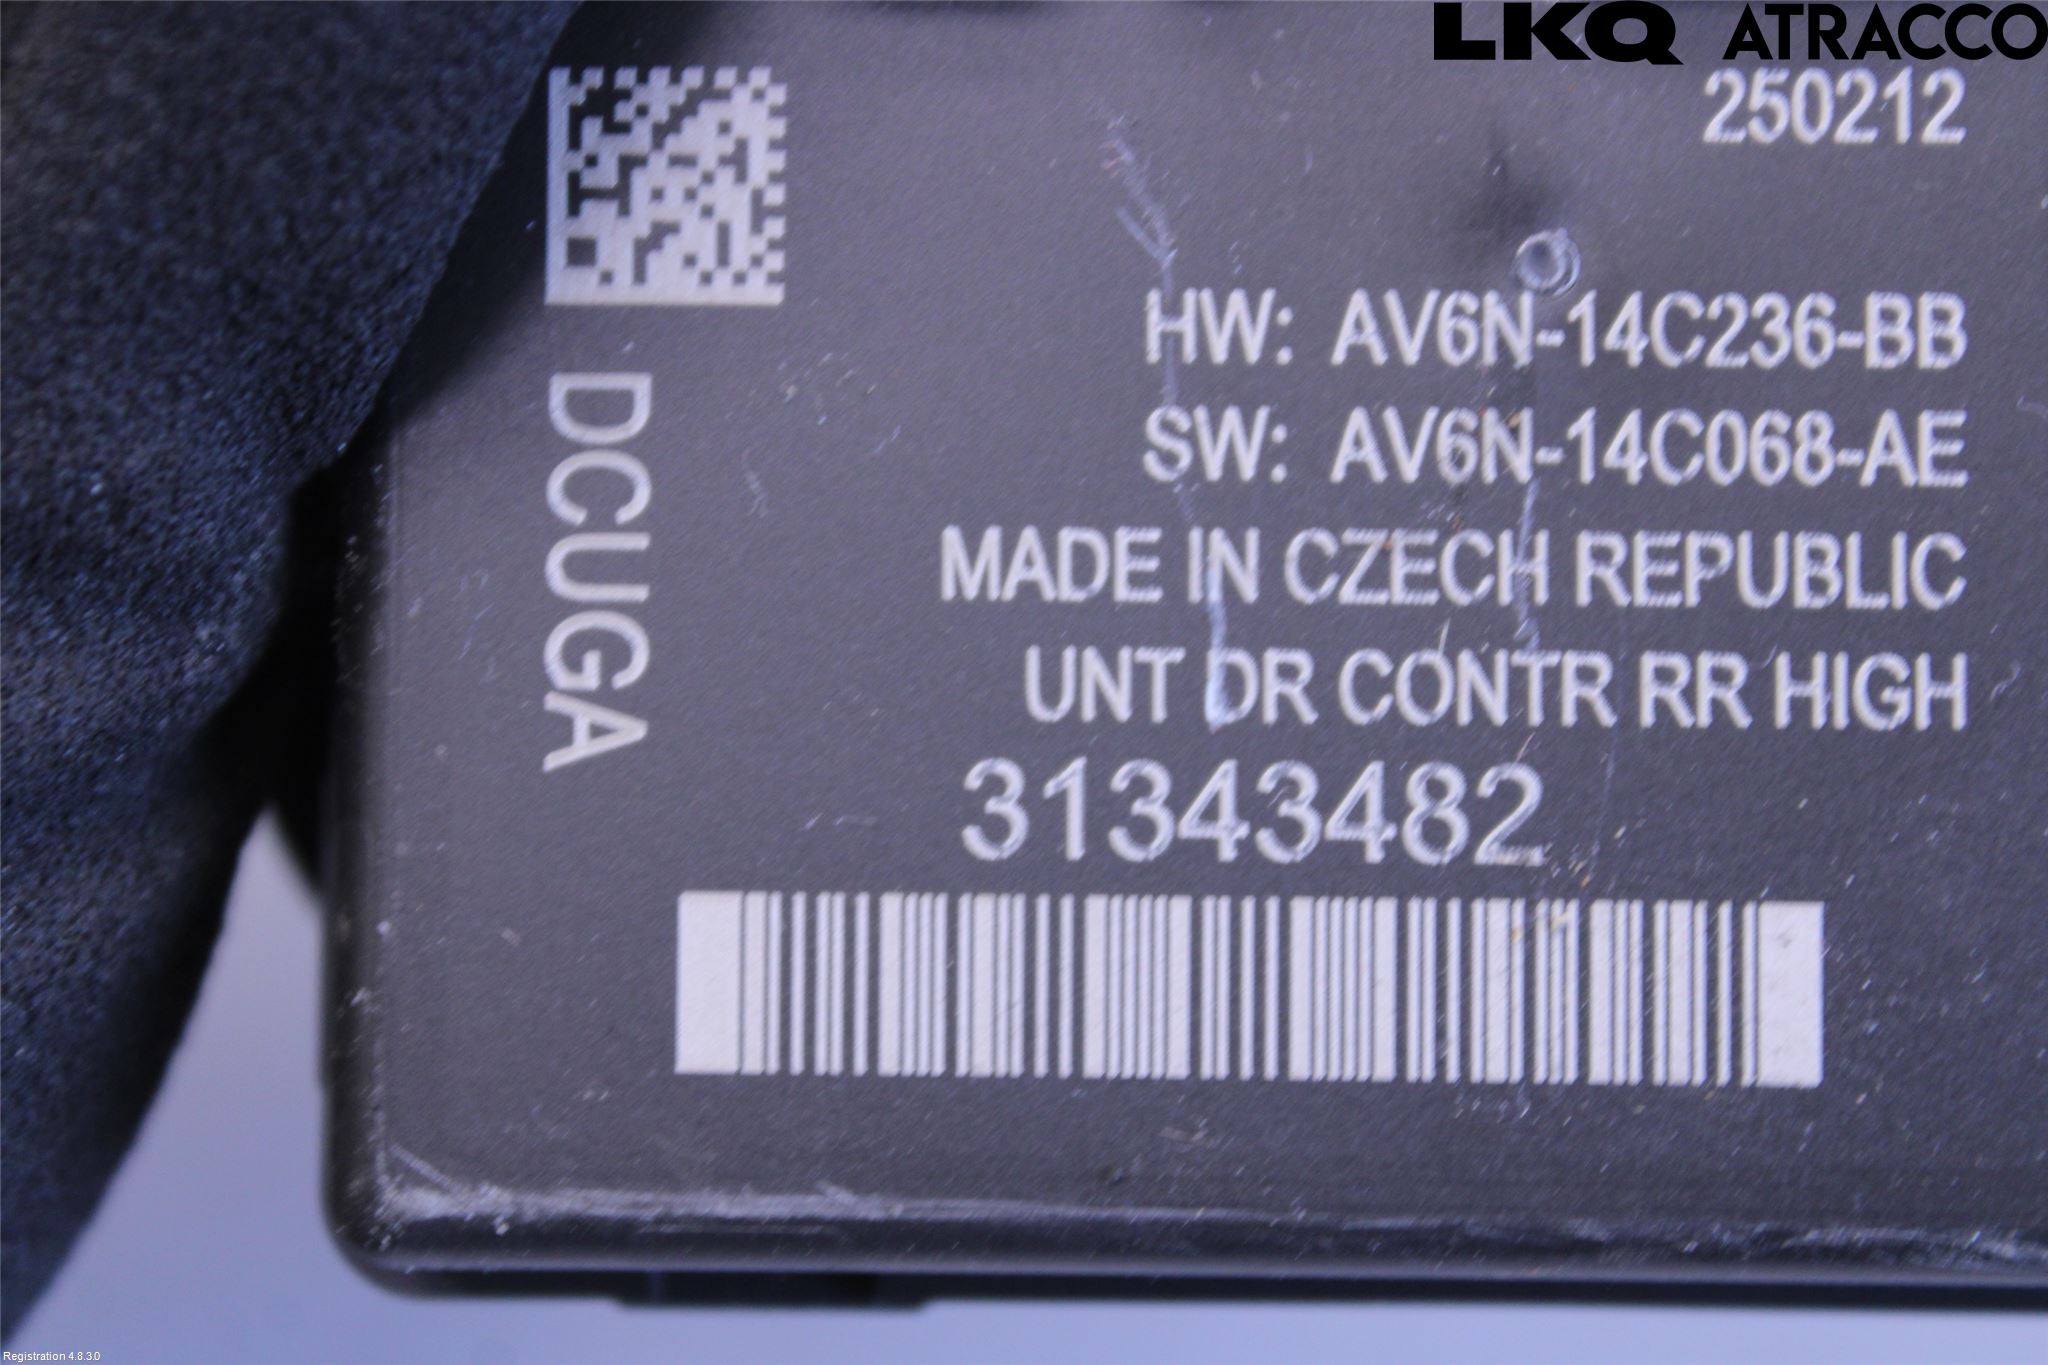 LKQ ATRACCO
250212
HW: AV6N-14C236-BB
SW: AV6N-14C068-AE
MADE IN CZECH REPUBLIC
UNT DR CONTR RR HIGH
31343482
DCUGA
Registration 4.8.3.0